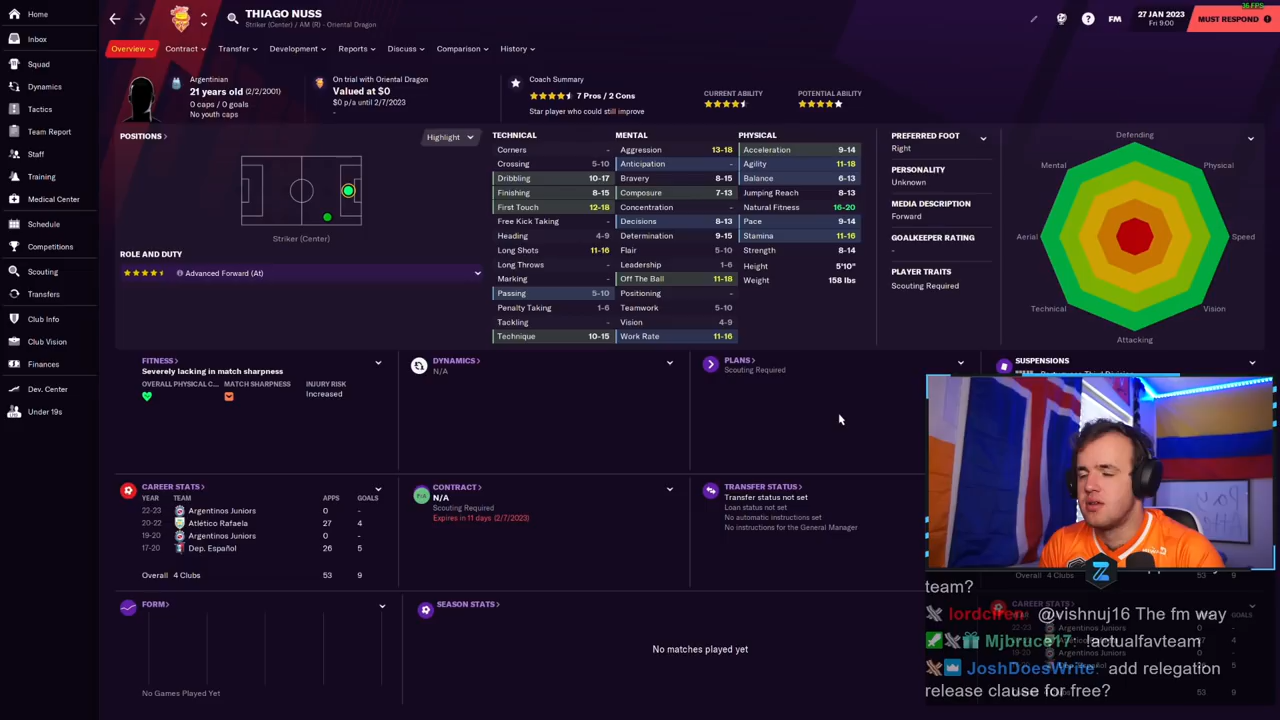 36 FPS
Home
Inbox
Squad
Dynamics
Tactics
Team Report
Staff
Training
Medical Center
Schedule
Competitions
Scouting
Transfers
Club Info
Club Vision
Finances
Dev. Center
Under 19s
THIAGO NUSS
Striker (Center) / AM (R) - Oriental Dragon
FM
27 JAN 2023
Fri 9:00
MUST RESPOND
Overview Contract Transfer Development Reports Discuss Comparison History
Argentinian
21 years old (2/2/2001)
0 caps / 0 goals
No youth caps
On trial with Oriental Dragon
Valued at $0
$0 p/a until 2/7/2023
-
Coach Summary
7 Pros / 2 Cons
Star player who could still improve
CURRENT ABILITY
POTENTIAL ABILITY
POSITIONS
Highlight
Striker (Center)
ROLE AND DUTY
Advanced Forward (At)
TECHNICAL
Corners -
Crossing 5-10
Dribbling 10-17
Finishing 8-15
First Touch 12-18
Free Kick Taking -
Heading 4-9
Long Shots 11-16
Long Throws -
Marking -
Passing 5-10
Penalty Taking 1-6
Tackling -
Technique 10-15
MENTAL
Aggression 13-18
Anticipation -
Bravery 8-15
Composure 7-13
Concentration -
Decisions 8-13
Determination 9-15
Flair 5-10
Leadership 1-6
Off The Ball 11-18
Positioning -
Teamwork 5-10
Vision 4-9
Work Rate 11-16
PHYSICAL
Acceleration 9-14
Agility 11-18
Balance 6-13
Jumping Reach 8-13
Natural Fitness 16-20
Pace 9-14
Stamina 11-16
Strength 8-14
Height 5'10"
Weight 158 lbs
PREFERRED FOOT
Right
PERSONALITY
Unknown
MEDIA DESCRIPTION
Forward
GOALKEEPER RATING
-
PLAYER TRAITS
Scouting Required
Defending
Physical
Speed
Vision
Attacking
Technical
Aerial
Mental
FITNESS
Severely lacking in match sharpness
OVERALL PHYSICAL C... MATCH SHARPNESS INJURY RISK
Increased
DYNAMICS
N/A
PLANS
Scouting Required
SUSPENSIONS
CAREER STATS
YEAR TEAM APPS GOALS
22-23 Argentinos Juniors 0 -
20-22 Atlético Rafaela 27 4
19-20 Argentinos Juniors 0 -
17-20 Dep. Español 26 5
Overall 4 Clubs 53 9
CONTRACT
N/A
Scouting Required
Expires in 11 days (2/7/2023)
TRANSFER STATUS
Transfer status not set
Loan status not set
No automatic instructions set
No instructions for the General Manager
FORM
No Games Played Yet
SEASON STATS
No matches played yet
team?
lordciren: @vishnuj16 The fm way
Mjbruce17: !actualfavteam
JoshDoesWrite: add relegation
release clause for free?